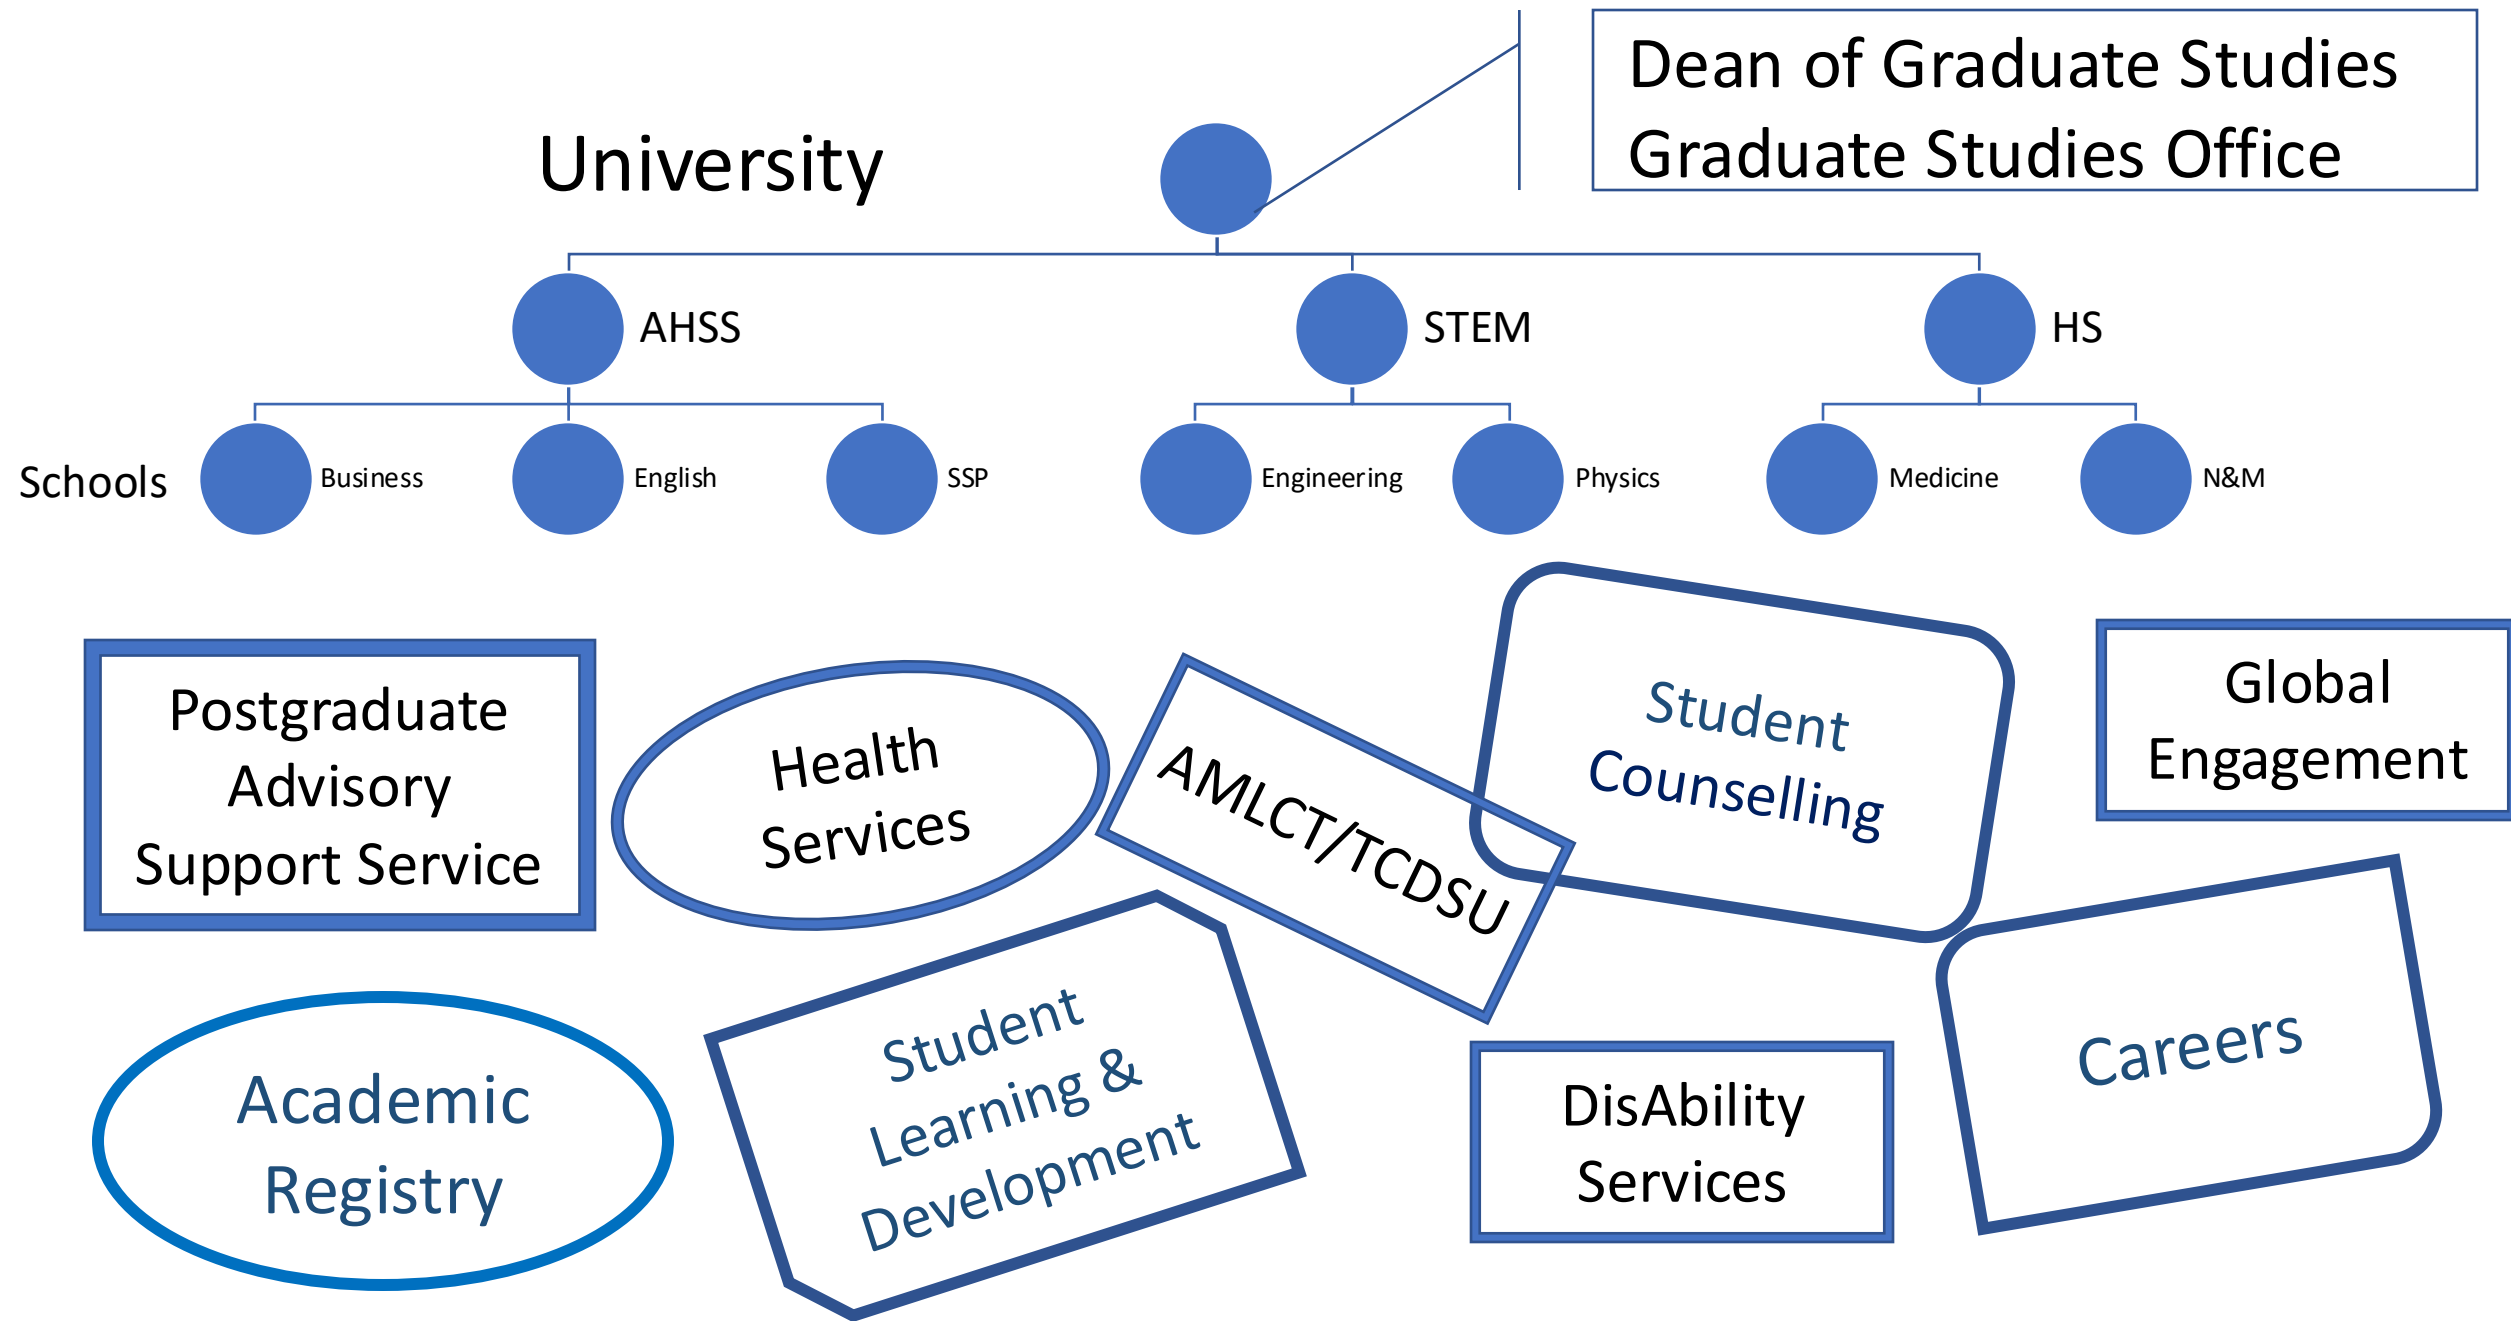 Dean of Graduate Studies
Graduate Studies Office
University
AHSS
STEM
HS
Schools
Business
English
SSP
Engineering
Physics
Medicine
N&M
Postgraduate
Advisory
Support Service
Health
Services
AMLCT/TCDSU
Student
Counselling
Global
Engagement
Academic
Registry
Student
Learning &
Development
DisAbility
Services
Careers